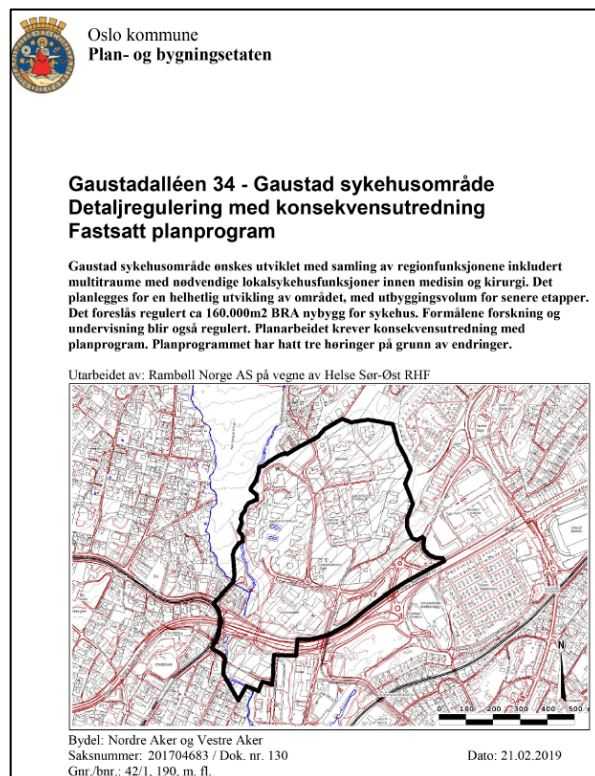 Oslo kommune
Plan- og bygningsetaten
Gaustadalléen 34 - Gaustad sykehusområde
Detaljregulering med konsekvensutredning
Fastsatt planprogram
Gaustad sykehusområde ønskes utviklet med samling av regionfunksjonene inkludert
multitraume med nødvendige lokalsykehusfunksjoner innen medisin og kirurgi. Det
planlegges for en helhetlig utvikling av området, med utbyggingsvolum for senere etapper.
Det foreslås regulert ca 160.000m2 BRA nybygg for sykehus. Formålene forskning og
undervisning blir også regulert. Planarbeidet krever konsekvensutredning med
planprogram. Planprogrammet har hatt tre høringer på grunn av endringer.
Utarbeidet av: Rambøll Norge AS på vegne av Helse Sør-Øst RHF
N
0 100 200 300 400 500
Bydel: Nordre Aker og Vestre Aker
Saksnummer: 201704683 / Dok. nr. 130 Dato: 21.02.2019
Gnr./bnr.: 42/1, 190, m. fl.